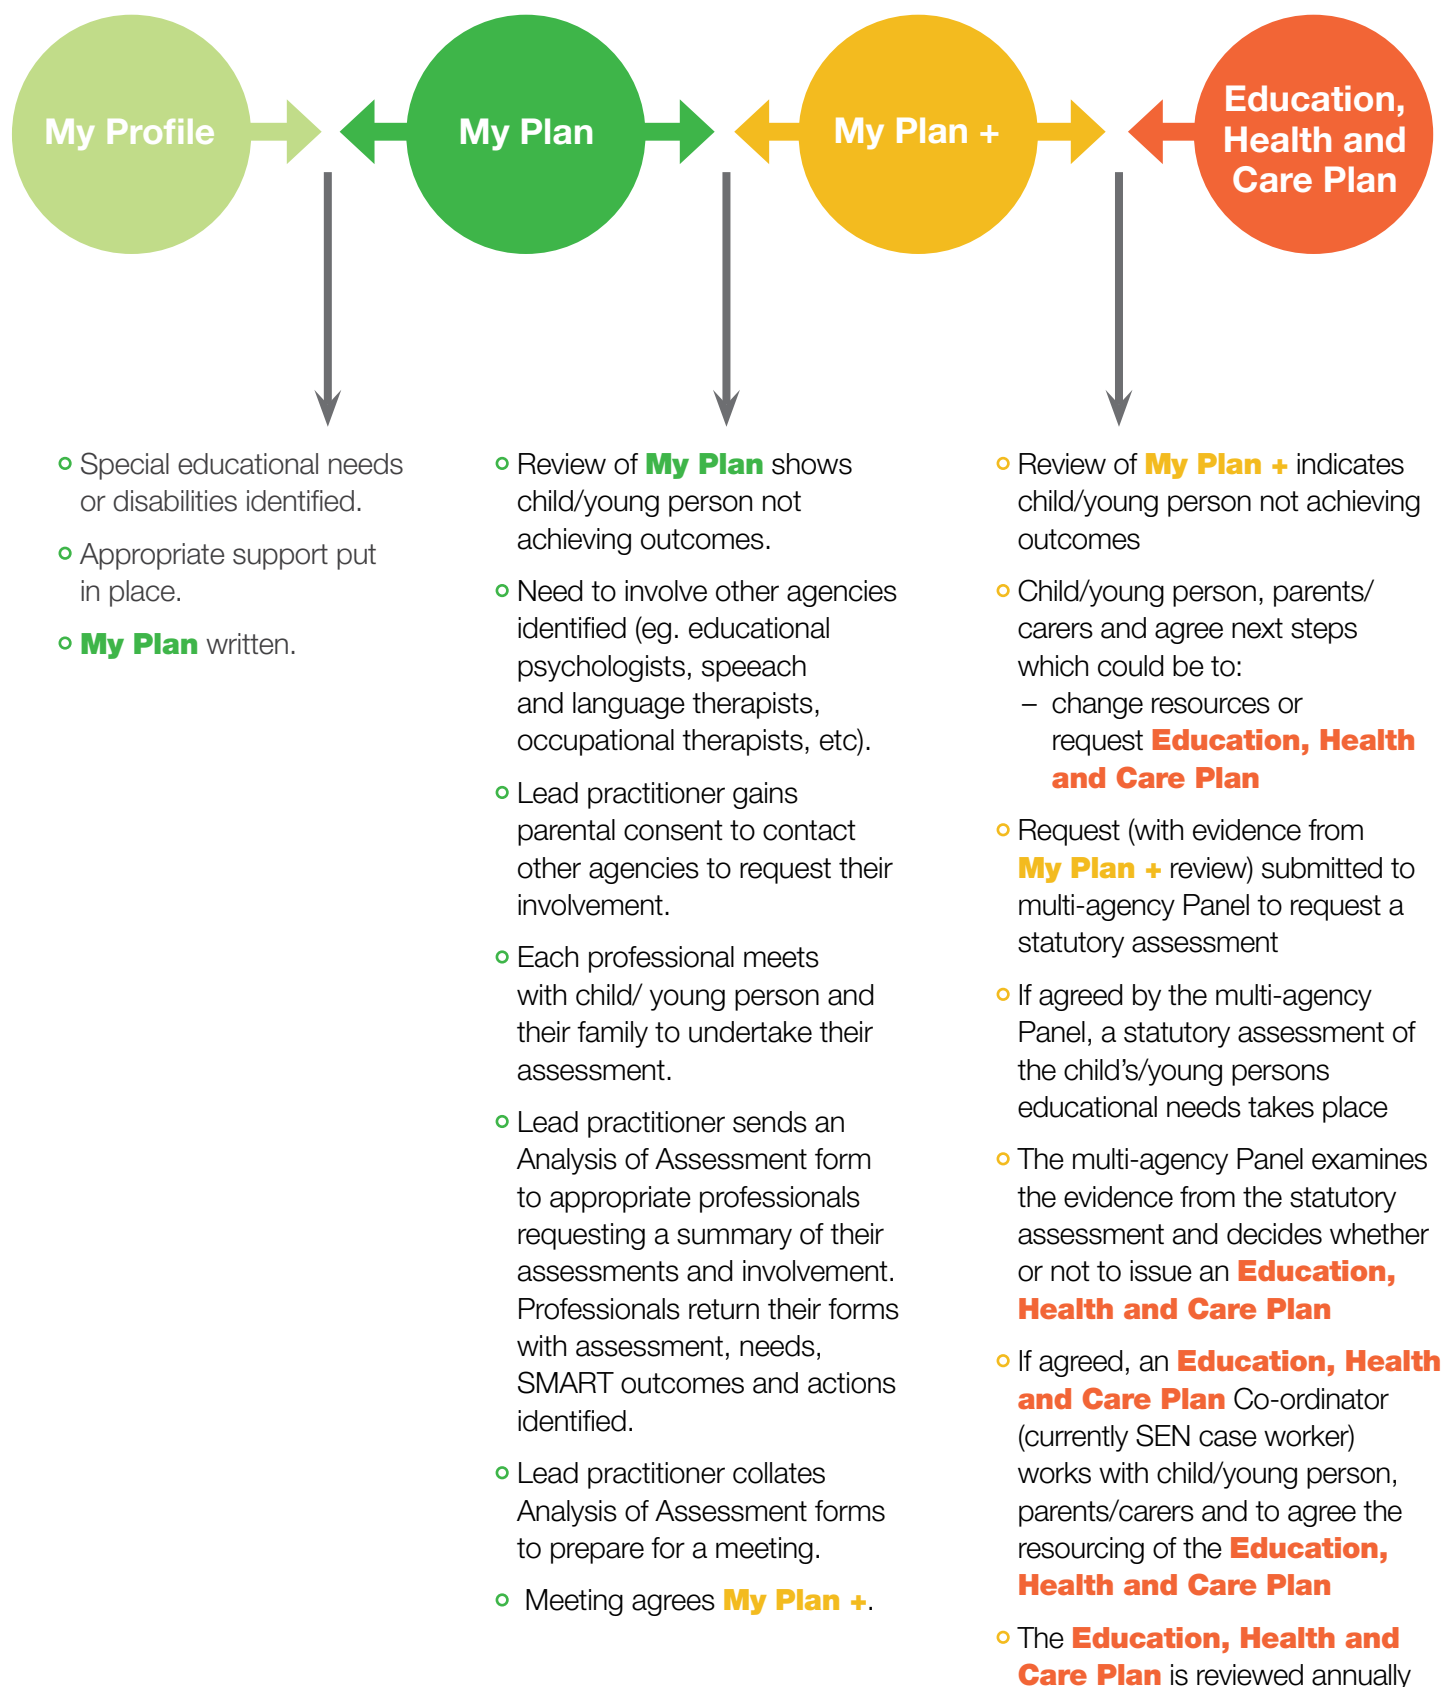 My Profile
My Plan
My Plan +
Education,
Health and
Care Plan
Special educational needs
or disabilities identified.
Appropriate support put
in place.
My Plan written.
Review of My Plan shows
child/young person not
achieving outcomes.
Need to involve other agencies
identified (eg. educational
psychologists, speeach
and language therapists,
occupational therapists, etc).
Lead practitioner gains
parental consent to contact
other agencies to request their
involvement.
Each professional meets
with child/ young person and
their family to undertake their
assessment.
Lead practitioner sends an
Analysis of Assessment form
to appropriate professionals
requesting a summary of their
assessments and involvement.
Professionals return their forms
with assessment, needs,
SMART outcomes and actions
identified.
Lead practitioner collates
Analysis of Assessment forms
to prepare for a meeting.
Meeting agrees My Plan +.
Review of My Plan + indicates
child/young person not achieving
outcomes
Child/young person, parents/
carers and agree next steps
which could be to:
– change resources or
request Education, Health
and Care Plan
Request (with evidence from
My Plan + review) submitted to
multi-agency Panel to request a
statutory assessment
If agreed by the multi-agency
Panel, a statutory assessment of
the child’s/young persons
educational needs takes place
The multi-agency Panel examines
the evidence from the statutory
assessment and decides whether
or not to issue an Education,
Health and Care Plan
If agreed, an Education, Health
and Care Plan Co-ordinator
(currently SEN case worker)
works with child/young person,
parents/carers and to agree the
resourcing of the Education,
Health and Care Plan
The Education, Health and
Care Plan is reviewed annually